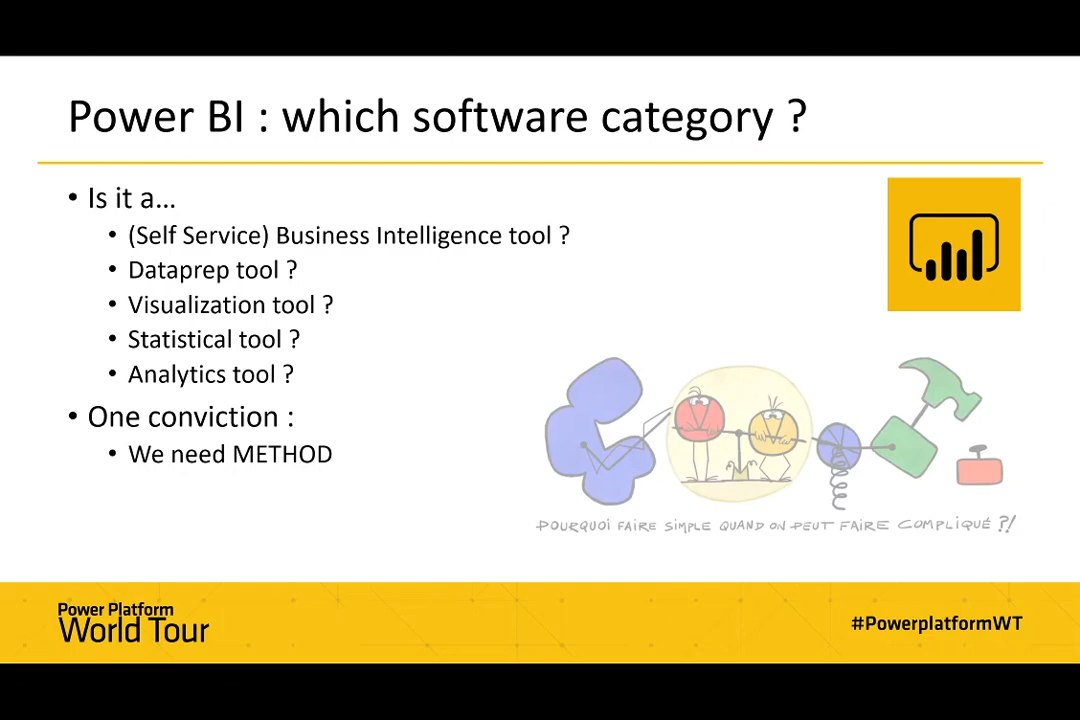 Power BI : which software category ?
• Is it a...
• (Self Service) Business Intelligence tool ?
• Dataprep tool ?
• Visualization tool ?
• Statistical tool ?
• Analytics tool ?
• One conviction :
• We need METHOD
POURQUOI FAIRE SIMPLE QUAND ON PEUT FAIRE COMPLIQUÉ ?!
Power Platform
World Tour
#PowerplatformWT